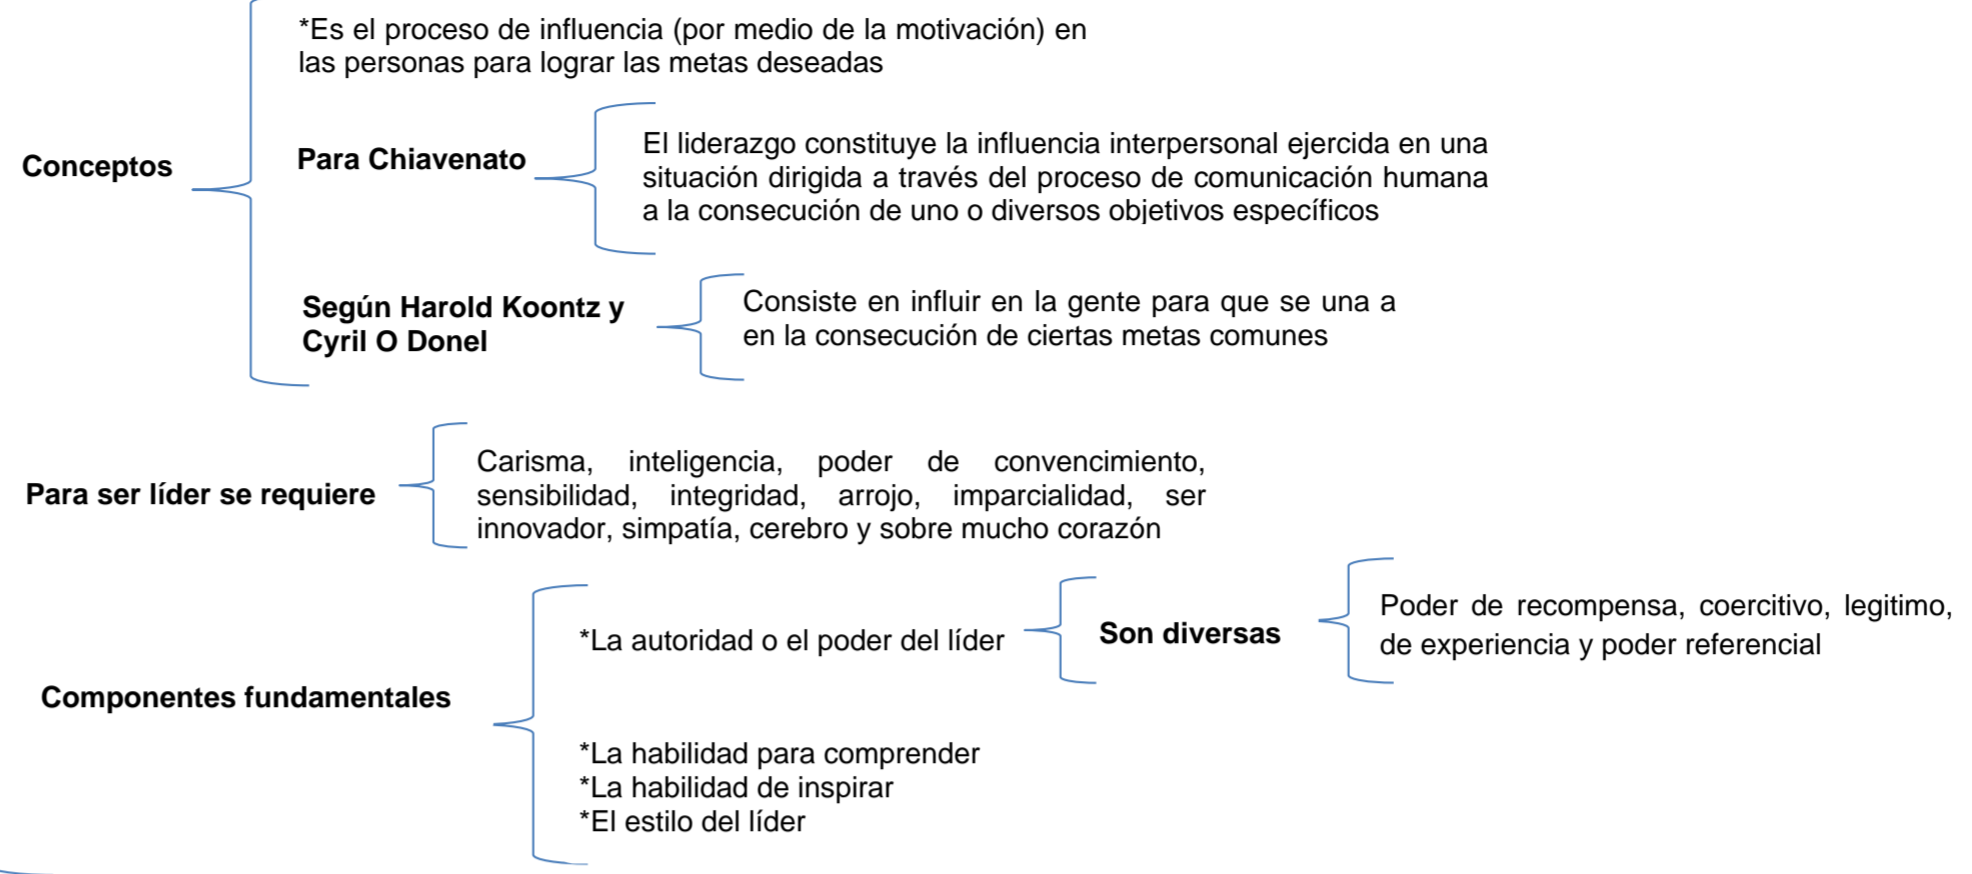 *Es el proceso de influencia (por medio de la motivación) en
las personas para lograr las metas deseadas
Conceptos
Para Chiavenato
El liderazgo constituye la influencia interpersonal ejercida en una
situación dirigida a través del proceso de comunicación humana
a la consecución de uno o diversos objetivos específicos
Según Harold Koontz y
Cyril O Donel
Consiste en influir en la gente para que se una a
en la consecución de ciertas metas comunes
Para ser líder se requiere
Carisma, inteligencia, poder de convencimiento,
sensibilidad, integridad, arrojo, imparcialidad, ser
innovador, simpatía, cerebro y sobre mucho corazón
Componentes fundamentales
*La autoridad o el poder del líder
Son diversas
Poder de recompensa, coercitivo, legitimo,
de experiencia y poder referencial
*La habilidad para comprender
*La habilidad de inspirar
*El estilo del líder